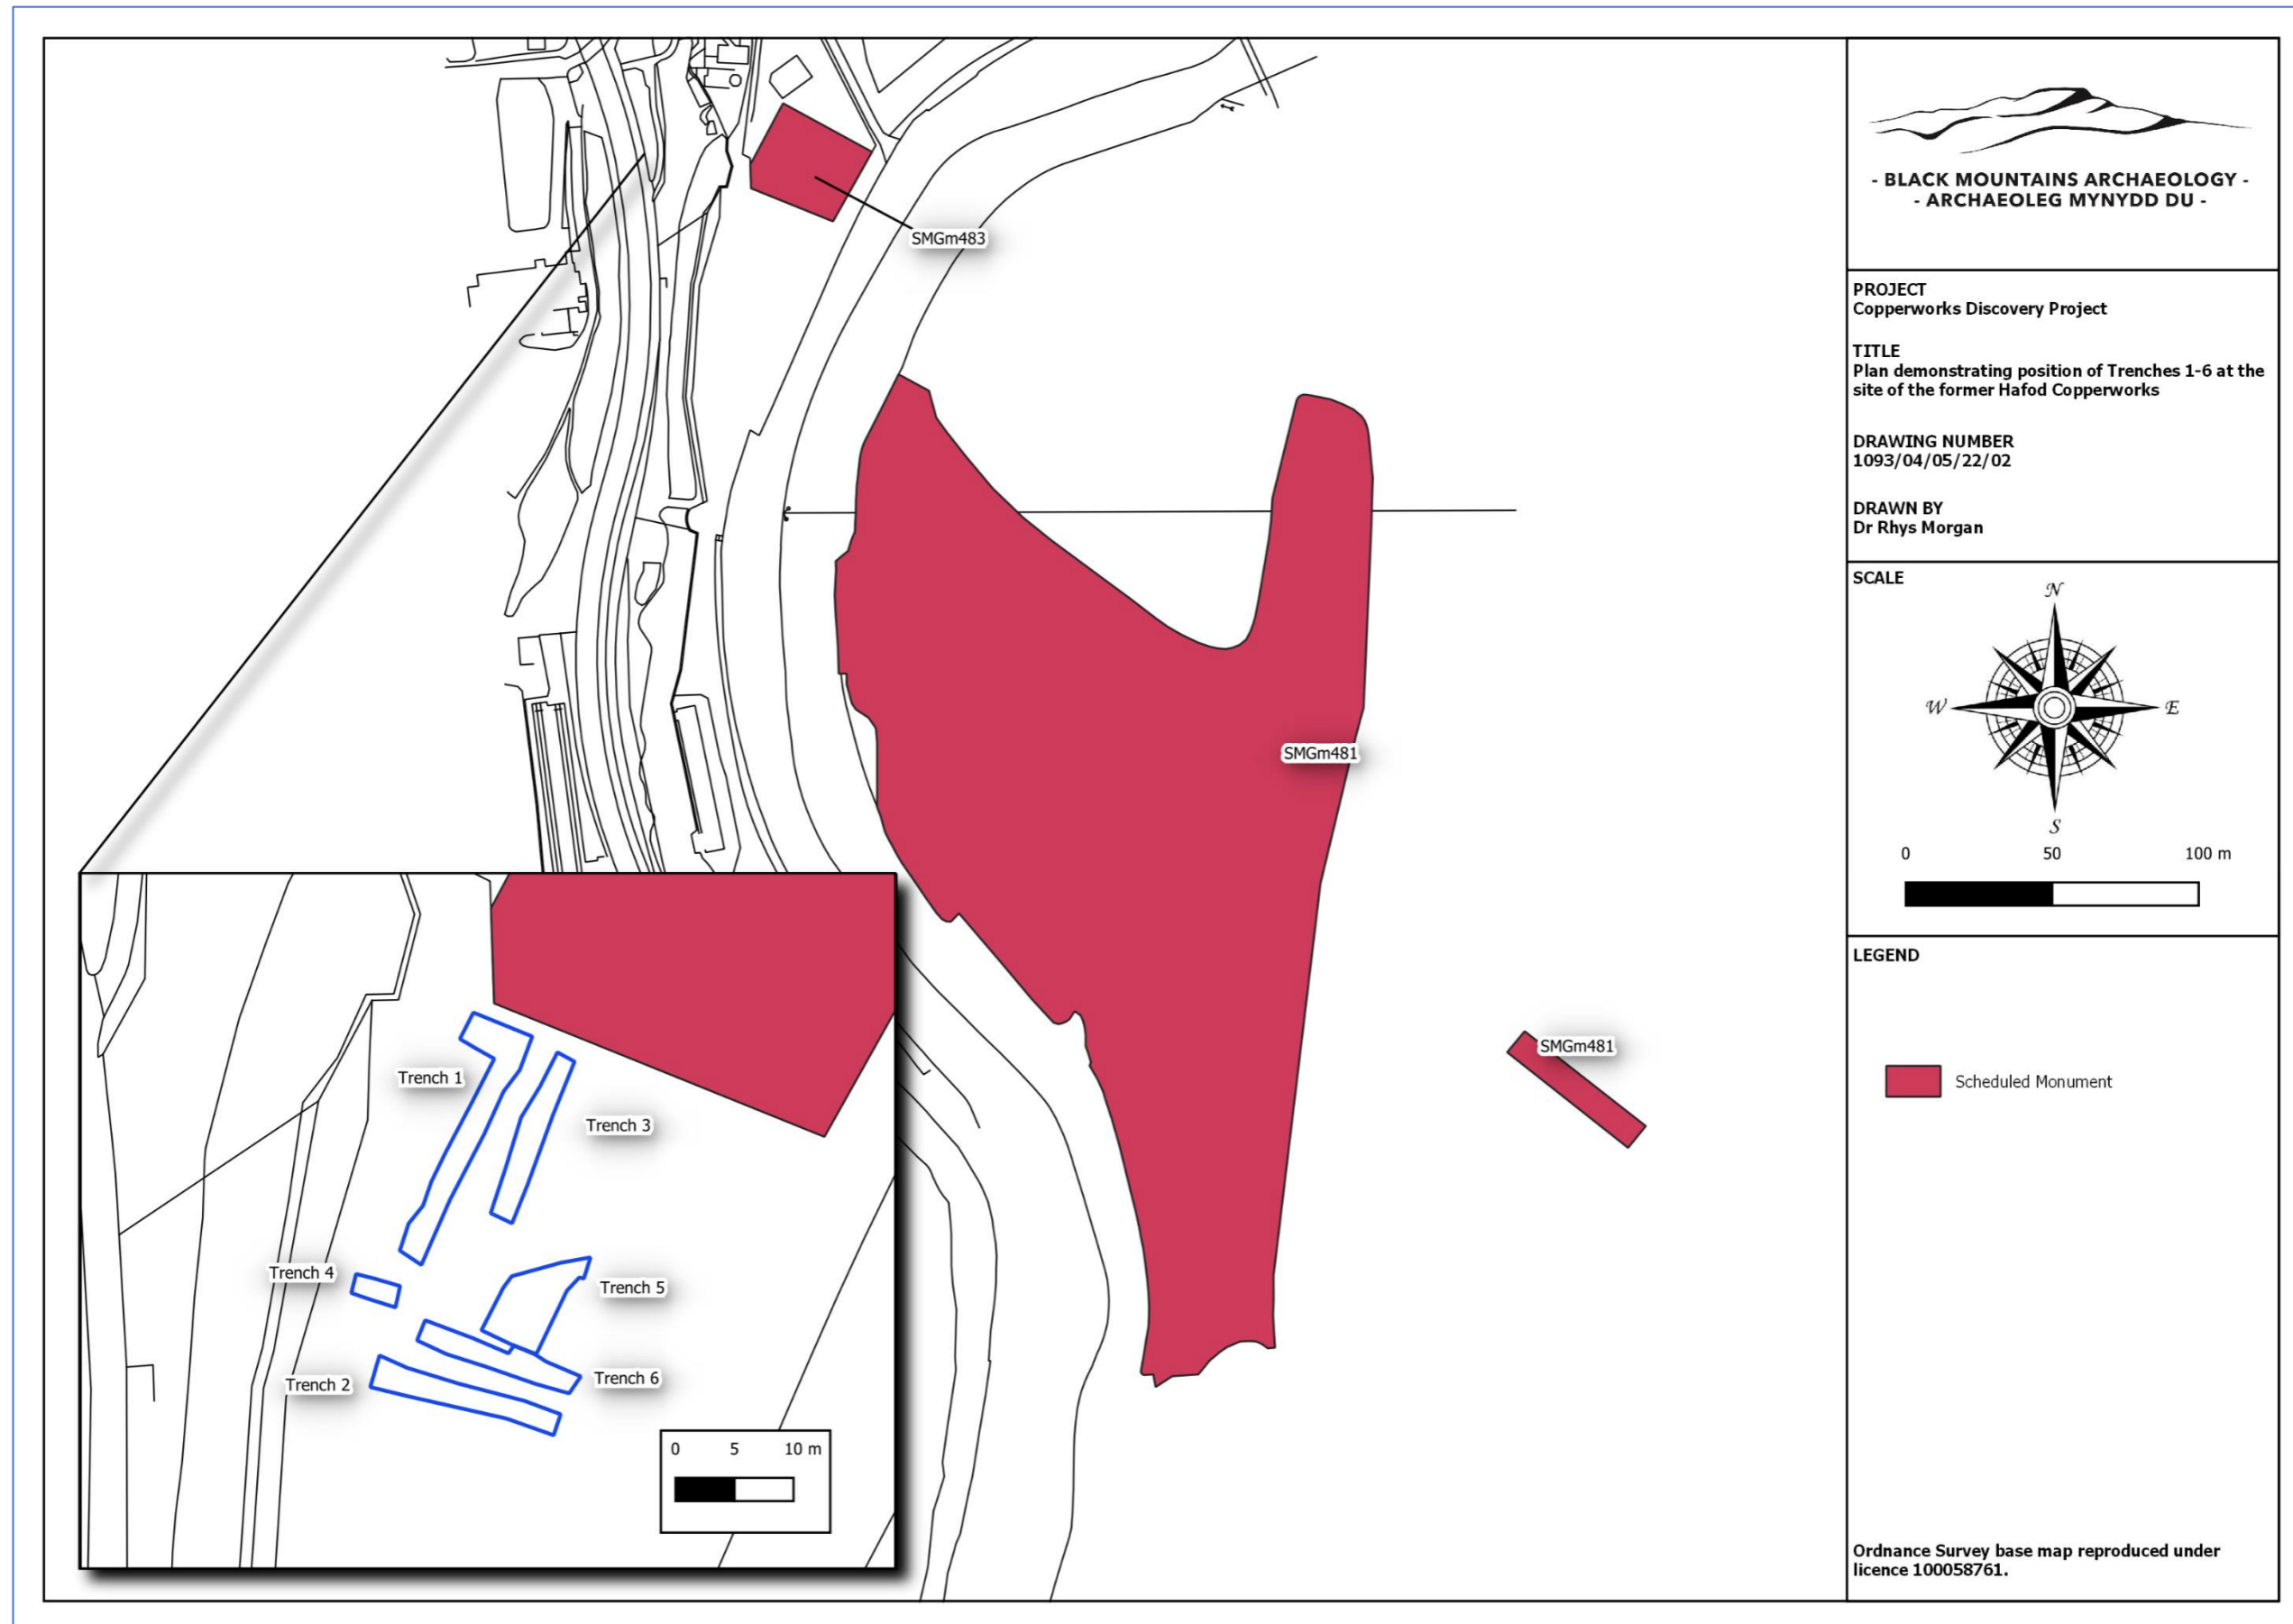 SMGm483
SMGm481
SMGm481
Trench 1
Trench 3
Trench 4
Trench 5
Trench 2
Trench 6
0 5 10 m
- BLACK MOUNTAINS ARCHAEOLOGY -
- ARCHAEOLEG MYNYDD DU -
PROJECT
Copperworks Discovery Project
TITLE
Plan demonstrating position of Trenches 1-6 at the
site of the former Hafod Copperworks
DRAWING NUMBER
1093/04/05/22/02
DRAWN BY
Dr Rhys Morgan
SCALE
N
W E
S
0 50 100 m
LEGEND
Scheduled Monument
Ordnance Survey base map reproduced under
licence 100058761.